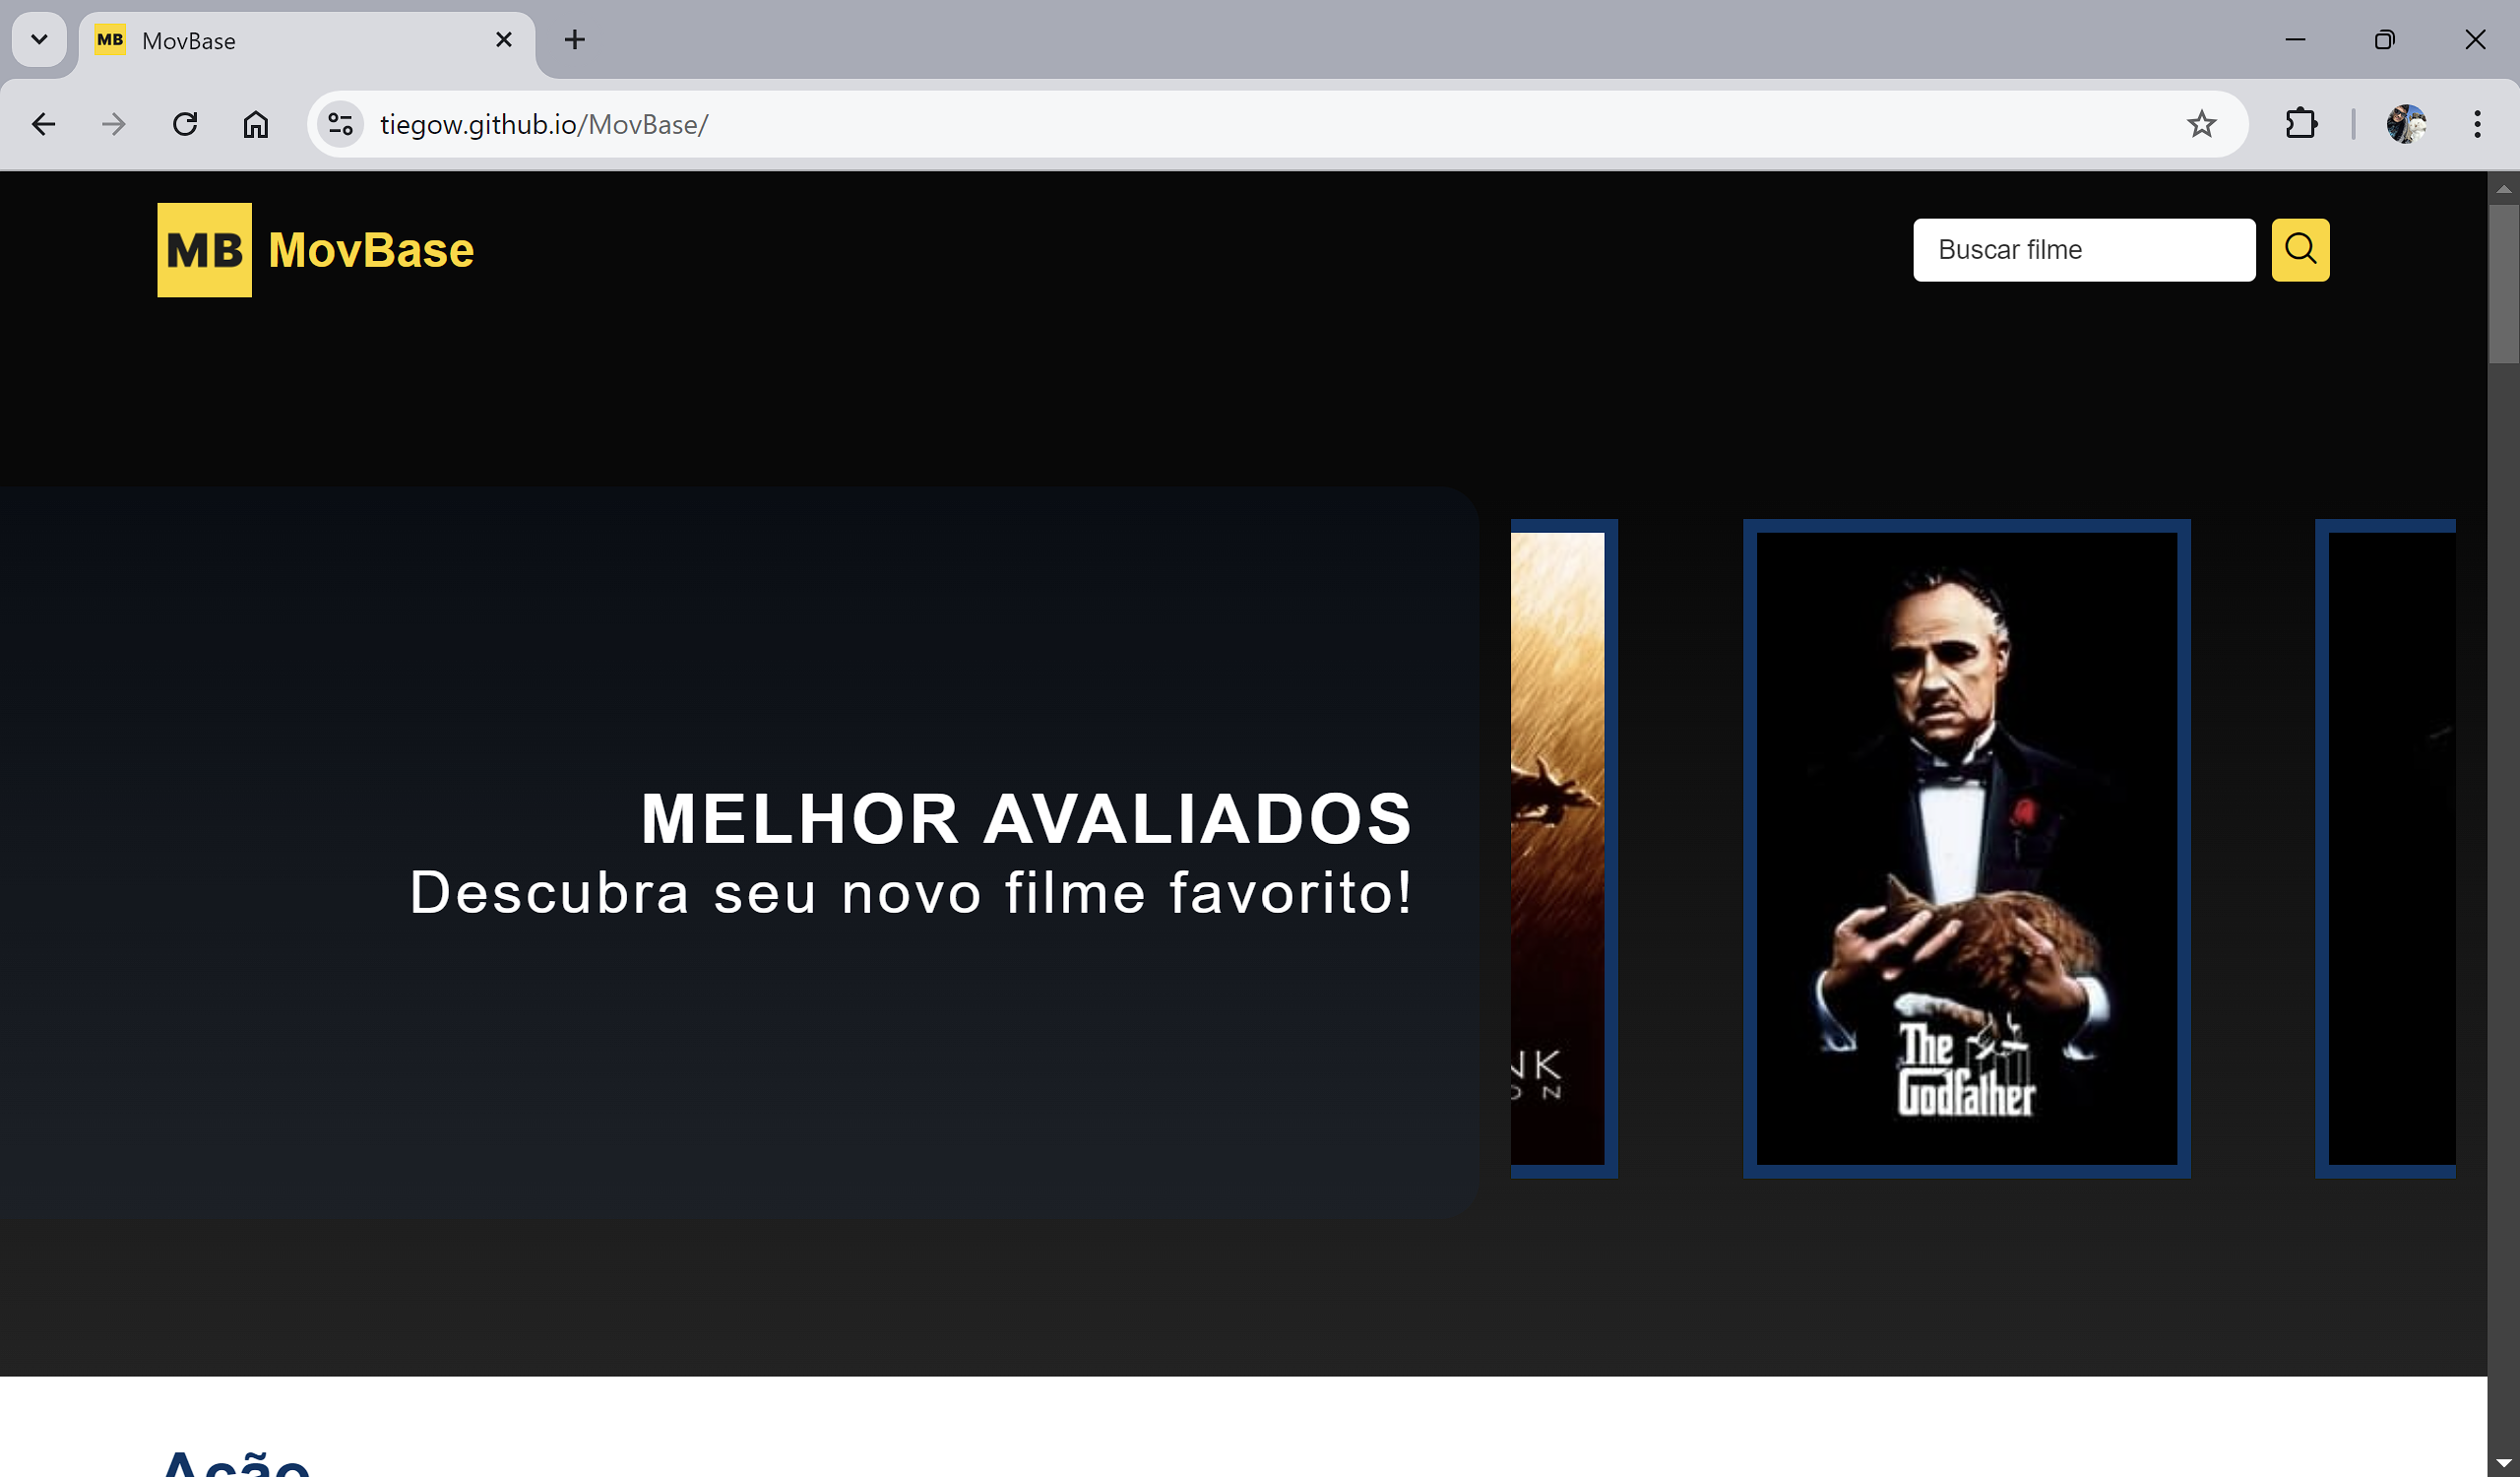 MB MovBase
tiegow.github.io/MovBase/
MB MovBase
Buscar filme
MELHOR AVALIADOS
Descubra seu novo filme favorito!
The
Godfather
Ação